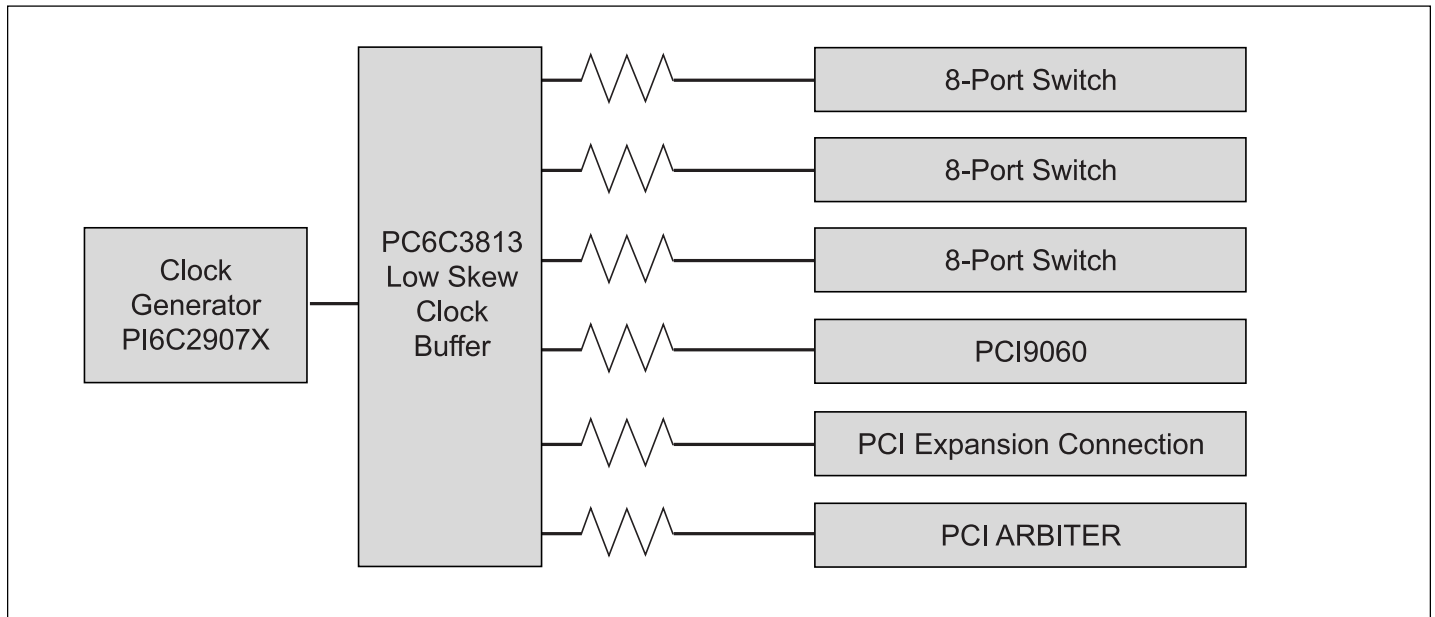 Clock
Generator
PI6C2907X
PC6C3813
Low Skew
Clock
Buffer
8-Port Switch
8-Port Switch
8-Port Switch
PCI9060
PCI Expansion Connection
PCI ARBITER